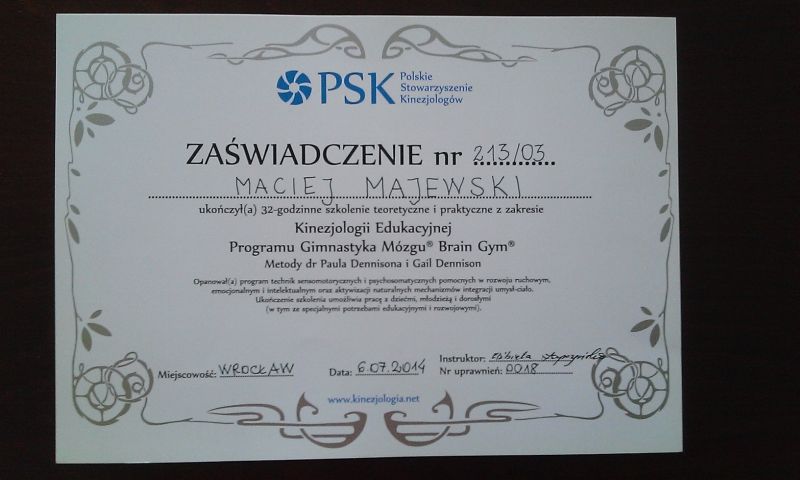 PSK
Polskie
Stowarzyszenie
Kinezjologów
ZAŚWIADCZENIE nr 213/03
MACIEJ MAJEWSKI
ukończył(a) 32-godzinne szkolenie teoretyczne i praktyczne z zakresie
Kinezjologii Edukacyjnej
Programu Gimnastyka Mózgu® Brain Gym®
Metody dr Paula Dennisona i Gail Dennison
Opanował(a) program technik sensomotorycznych i psychosomatycznych pomocnych w rozwoju ruchowym,
emocjonalnym i intelektualnym oraz aktywizacji naturalnych mechanizmów integracji umysł-ciało.
Ukończenie szkolenia umożliwia pracę z dziećmi, młodzieżą i dorosłymi
(w tym ze specjalnymi potrzebami edukacyjnymi i rozwojowymi).
Miejscowość: WROCŁAW Data: 6.07.2014 Instruktor: Elżbieta
Nr uprawnień: 0018
www.kinezjologia.net